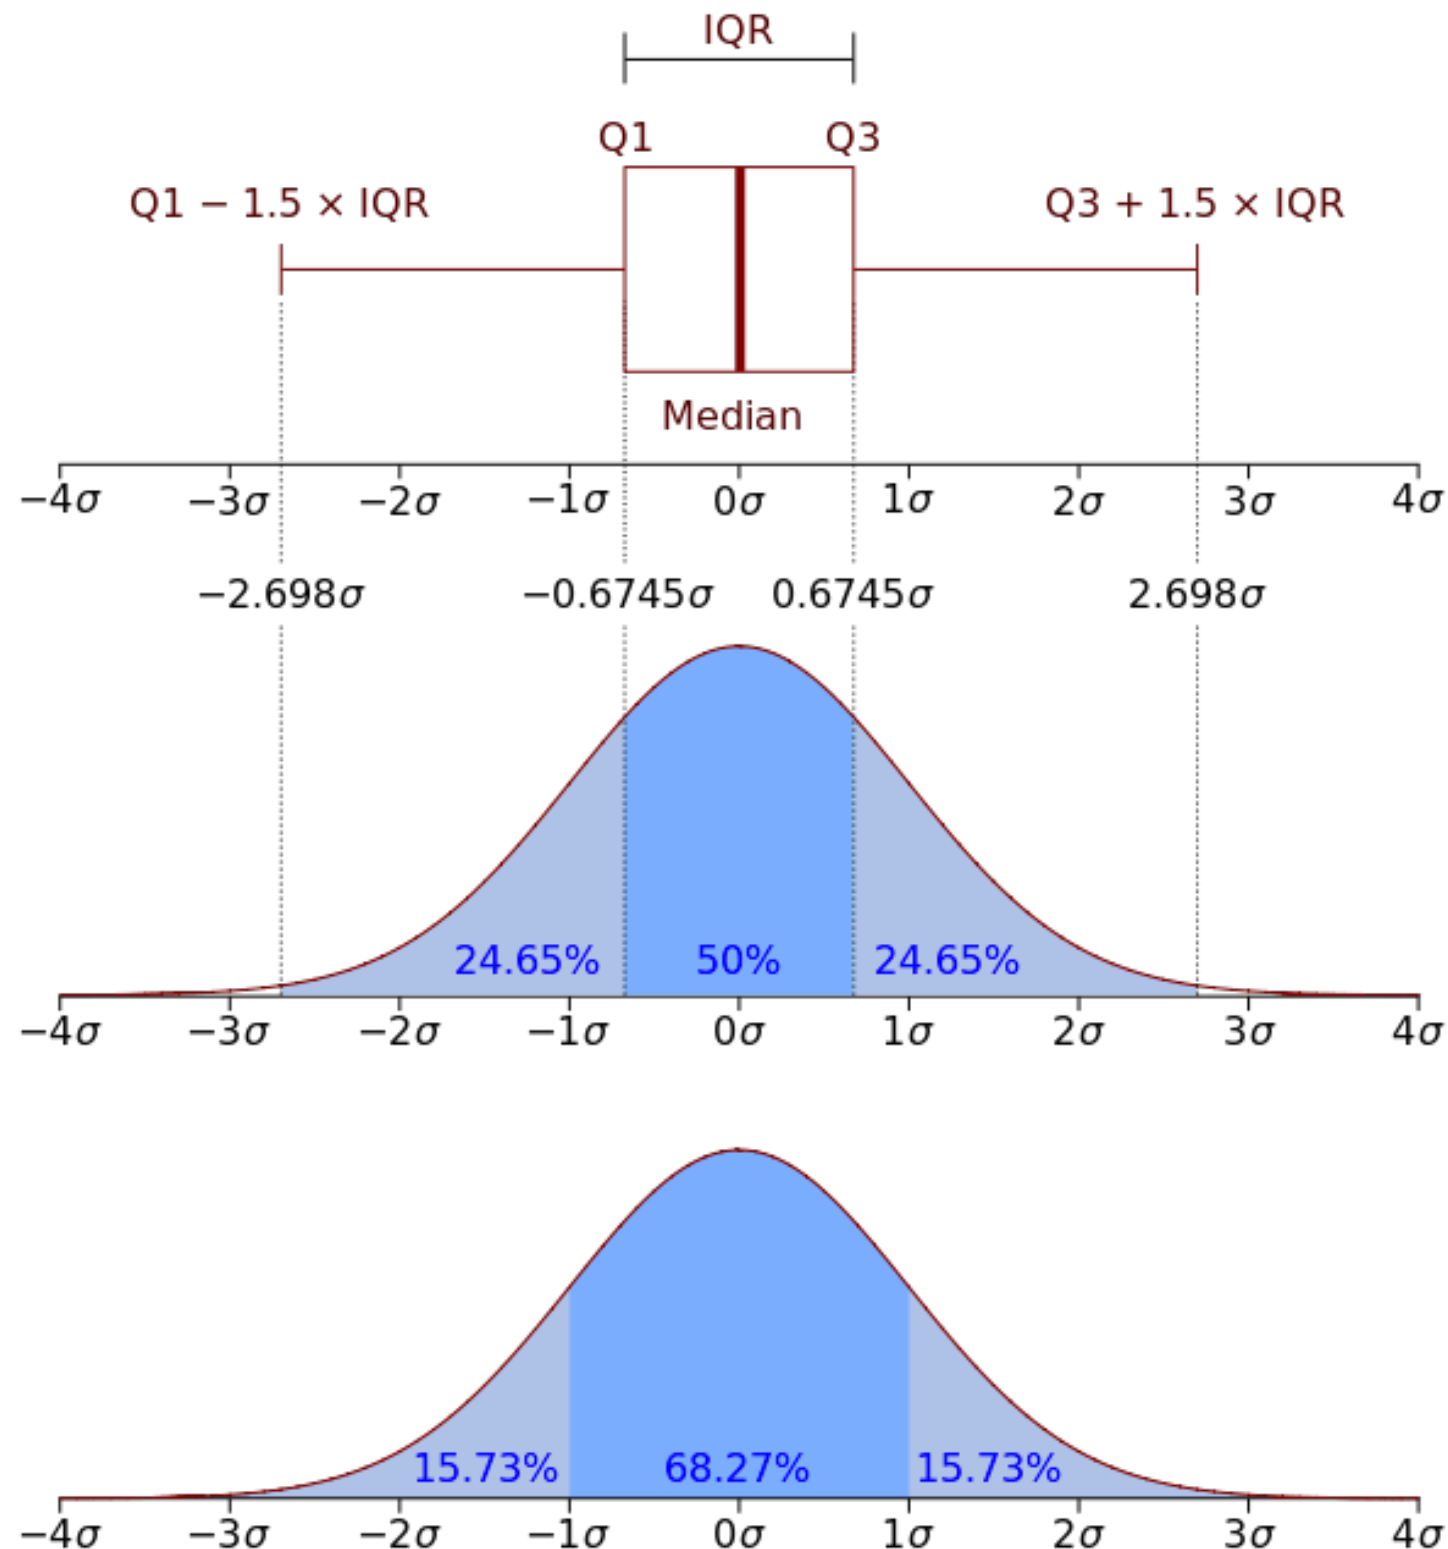 IQR
Q1 Q3
Q1 − 1.5 × IQR Q3 + 1.5 × IQR
Median
−4σ −3σ −2σ −1σ 0σ 1σ 2σ 3σ 4σ
−2.698σ −0.6745σ 0.6745σ 2.698σ
24.65% 50% 24.65%
−4σ −3σ −2σ −1σ 0σ 1σ 2σ 3σ 4σ
15.73% 68.27% 15.73%
−4σ −3σ −2σ −1σ 0σ 1σ 2σ 3σ 4σ